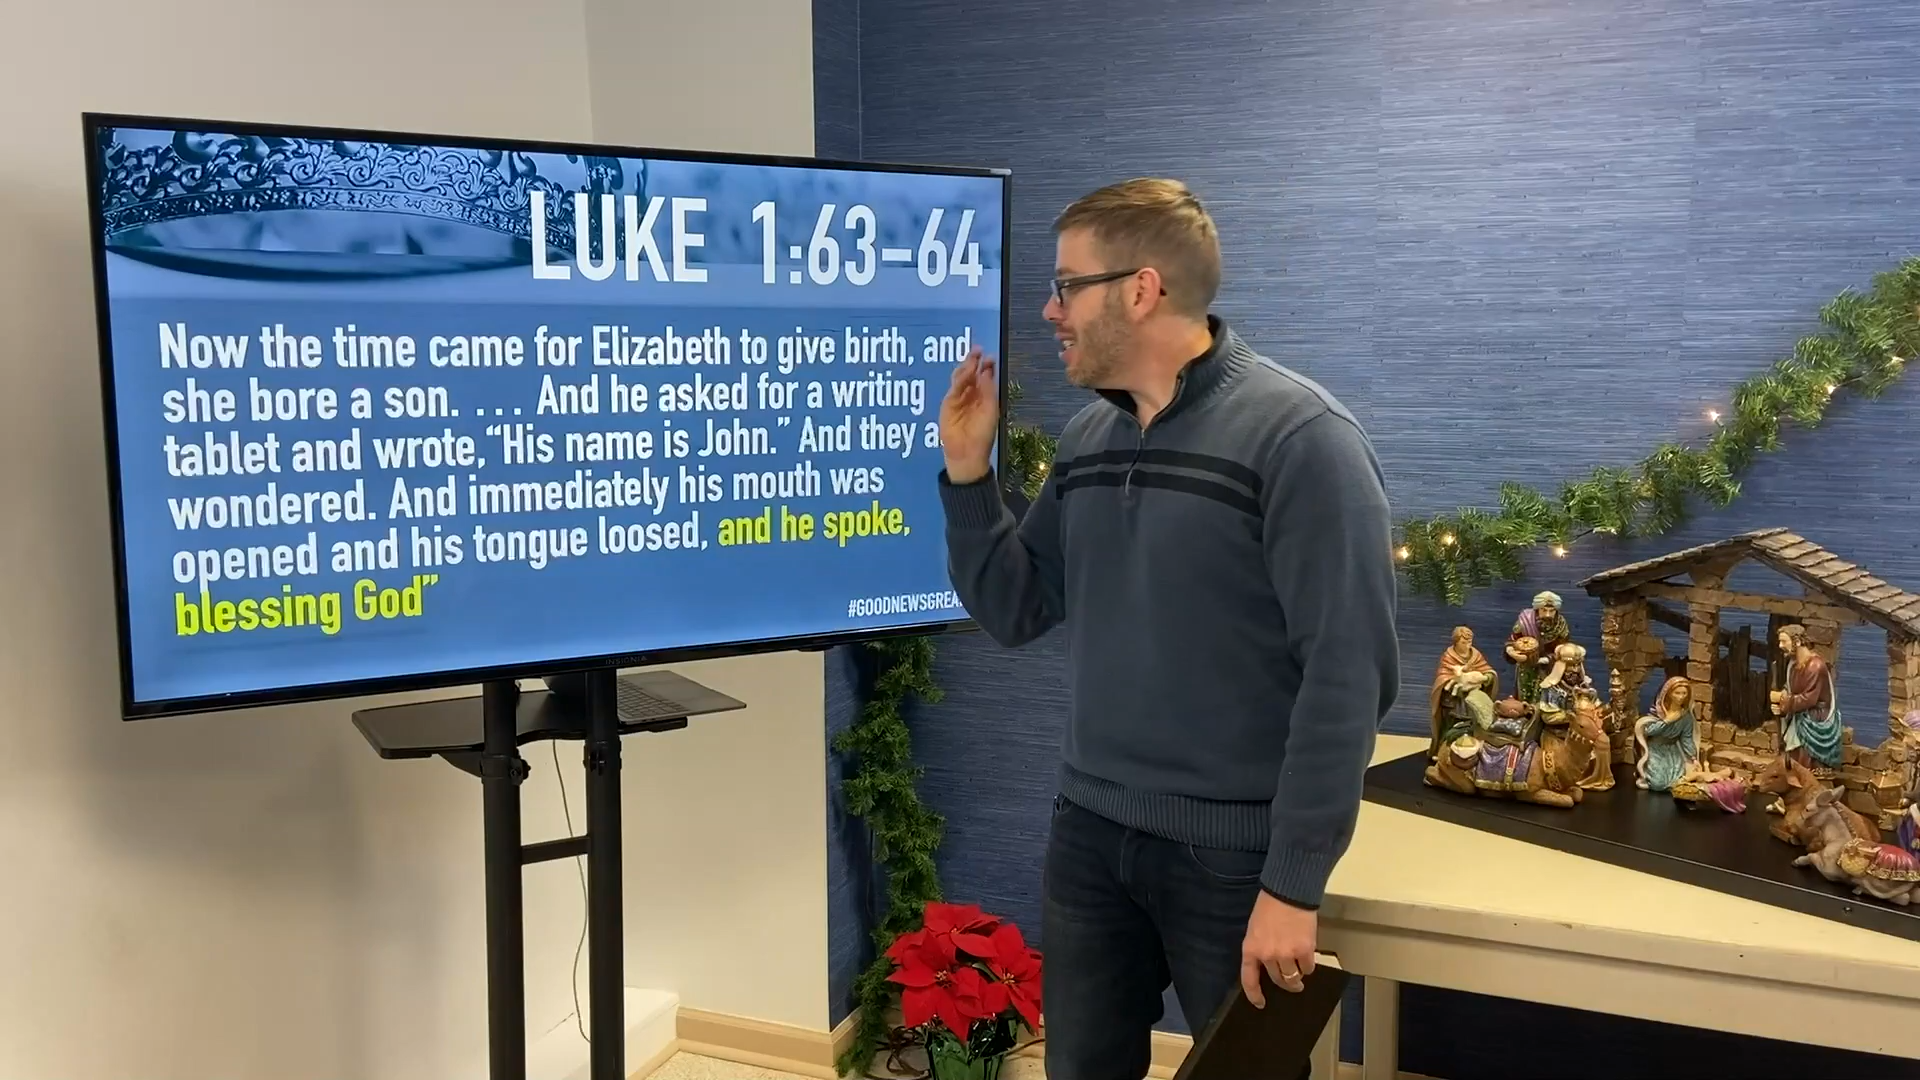 LUKE 1:63-64
Now the time came for Elizabeth to give birth, and
she bore a son. ... And he asked for a writing
tablet and wrote, “His name is John.” And they
wondered. And immediately his mouth was
opened and his tongue loosed, and he spoke,
blessing God”
INSIGNIA